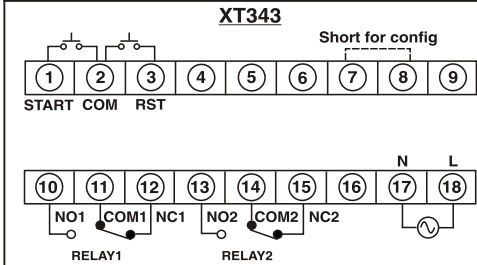 XT343
Short for config
1 2 3 4 5 6 7 8 9
START COM RST
N L
10 11 12 13 14 15 16 17 18
NO1 COM1 NC1 NO2 COM2 NC2
RELAY1 RELAY2